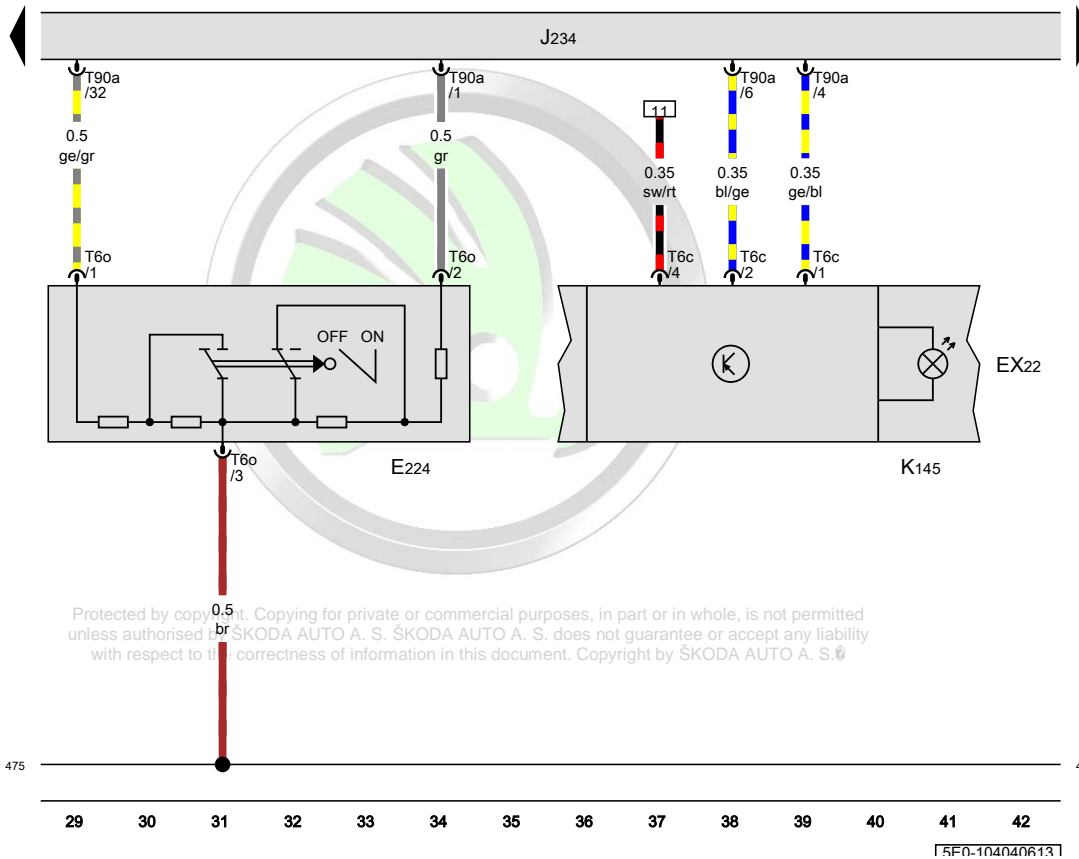 J234
T90a
/32
T90a
/1
T90a
/6
T90a
/4
11
0.5
ge/gr
0.5
gr
0.35
sw/rt
0.35
bl/ge
0.35
ge/bl
T6o
/1
T6o
/2
T6c
/4
T6c
/2
T6c
/1
OFF ON
EX22
T6o
/3
E224
K145
0.5
br
Protected by copyright. Copying for private or commercial purposes, in part or in whole, is not permitted
unless authorised by ŠKODA AUTO A. S. ŠKODA AUTO A. S. does not guarantee or accept any liability
with respect to the correctness of information in this document. Copyright by ŠKODA AUTO A. S.
475
29 30 31 32 33 34 35 36 37 38 39 40 41 42
5E0-104040613